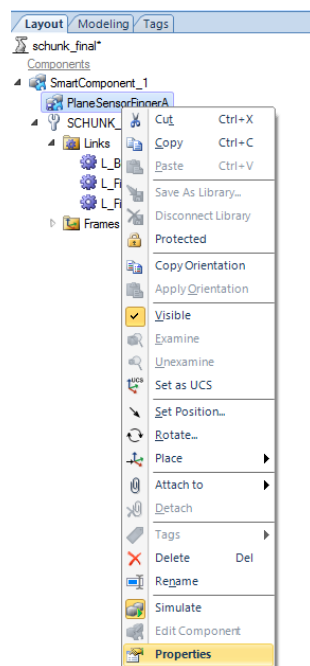 Layout Modeling Tags
schunk_final*
Components
SmartComponent_1
PlaneSensorFingerA
SCHUNK_
Links
L_B
L_Fi
L_Fi
Frames
Cut Ctrl+X
Copy Ctrl+C
Paste Ctrl+V
Save As Library...
Disconnect Library
Protected
Copy Orientation
Apply Orientation
Visible
Examine
Unexamine
UCS Set as UCS
Set Position...
Rotate...
Place
Attach to
Detach
Tags
Delete Del
Rename
Simulate
Edit Component
Properties